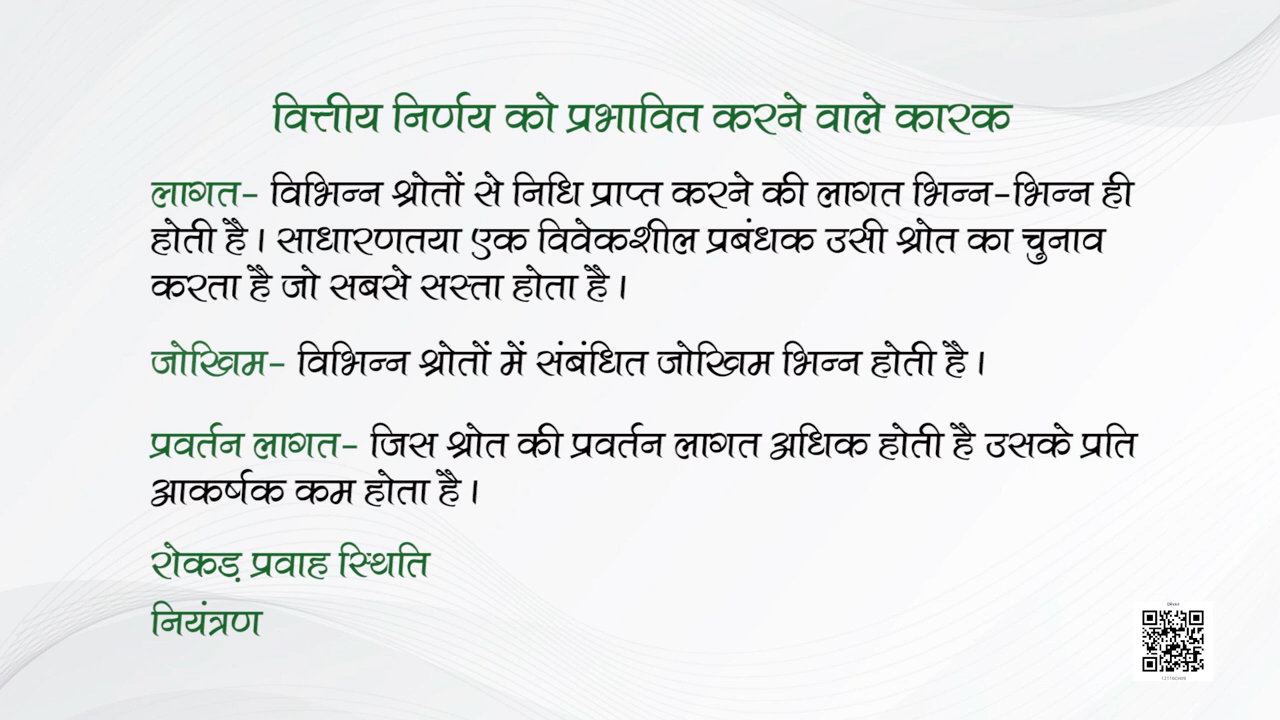 वित्तीय निर्णय को प्रभावित करने वाले कारक
लागत- विभिन्न श्रोतों से निधि प्राप्त करने की लागत भिन्न-भिन्न ही
होती है। साधारणतया एक विवेकशील प्रबंधक उसी श्रोत का चुनाव
करता है जो सबसे सस्ता होता है।
जोखिम- विभिन्न श्रोतों में संबंधित जोखिम भिन्न होती है।
प्रवर्तन लागत- जिस श्रोत की प्रवर्तन लागत अधिक होती है उसके प्रति
आकर्षक कम होता है।
रोकड़ प्रवाह स्थिति
नियंत्रण